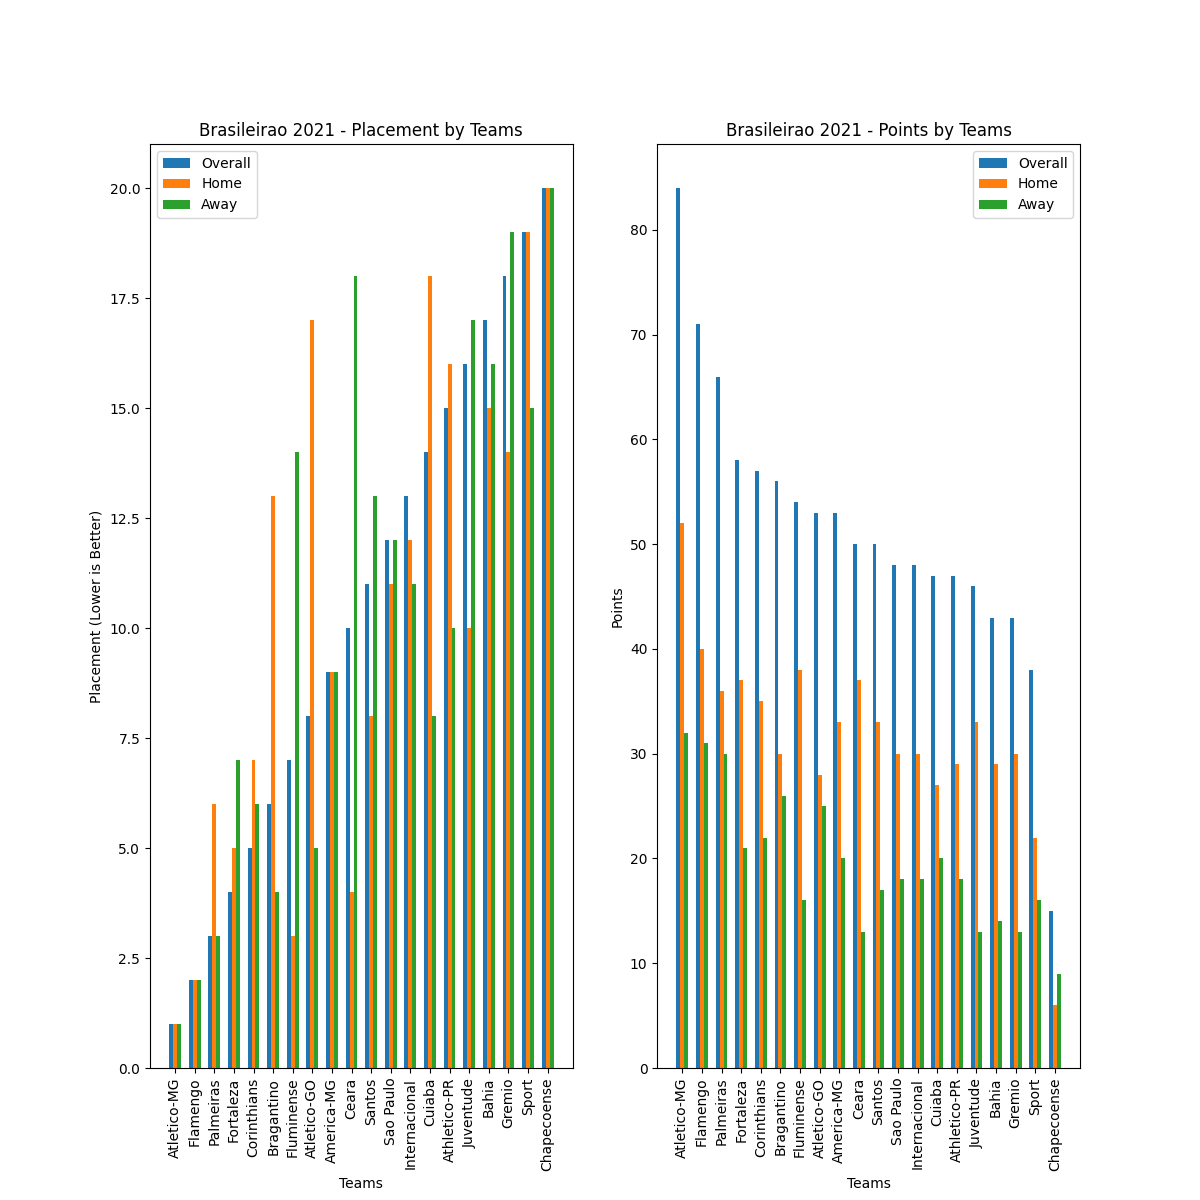 Brasileirao 2021 - Placement by Teams
Overall
Home
Away
20.0
17.5
15.0
12.5
10.0
7.5
5.0
2.5
0.0
Placement (Lower is Better)
Atletico-MG
Flamengo
Palmeiras
Fortaleza
Corinthians
Bragantino
Fluminense
Atletico-GO
America-MG
Ceara
Santos
Sao Paulo
Internacional
Cuiaba
Athletico-PR
Juventude
Bahia
Gremio
Sport
Chapecoense
Teams
Brasileirao 2021 - Points by Teams
Overall
Home
Away
80
70
60
50
40
30
20
10
0
Points
Atletico-MG
Flamengo
Palmeiras
Fortaleza
Corinthians
Bragantino
Fluminense
Atletico-GO
America-MG
Ceara
Santos
Sao Paulo
Internacional
Cuiaba
Athletico-PR
Juventude
Bahia
Gremio
Sport
Chapecoense
Teams